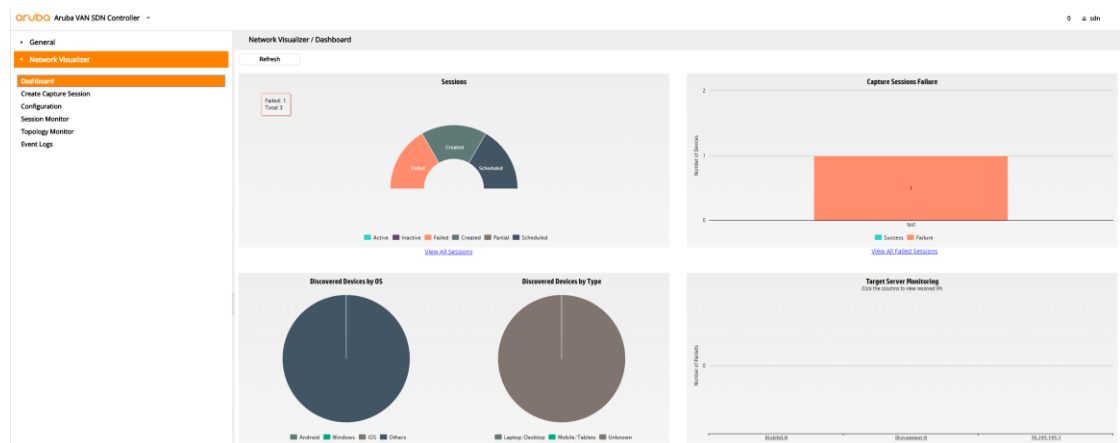 aruba Aruba VAN SDN Controller
0 sdn
General
Network Visualizer
Dashboard
Create Capture Session
Configuration
Session Monitor
Topology Monitor
Event Logs
Network Visualizer / Dashboard
Refresh
Sessions
Failed: 1
Total 3
Failed
Created
Scheduled
Active Inactive Failed Created Partial Scheduled
View All Sessions
Capture Sessions Failure
Number of Devices
2
1
0
1
test
Success Failure
View All Failed Sessions
Discovered Devices by OS
Android Windows IOS Others
Discovered Devices by Type
Laptop/Desktop Mobile/Tablets Unknown
Target Server Monitoring
Click the columns to view resolved IPs
Number of Packets
0